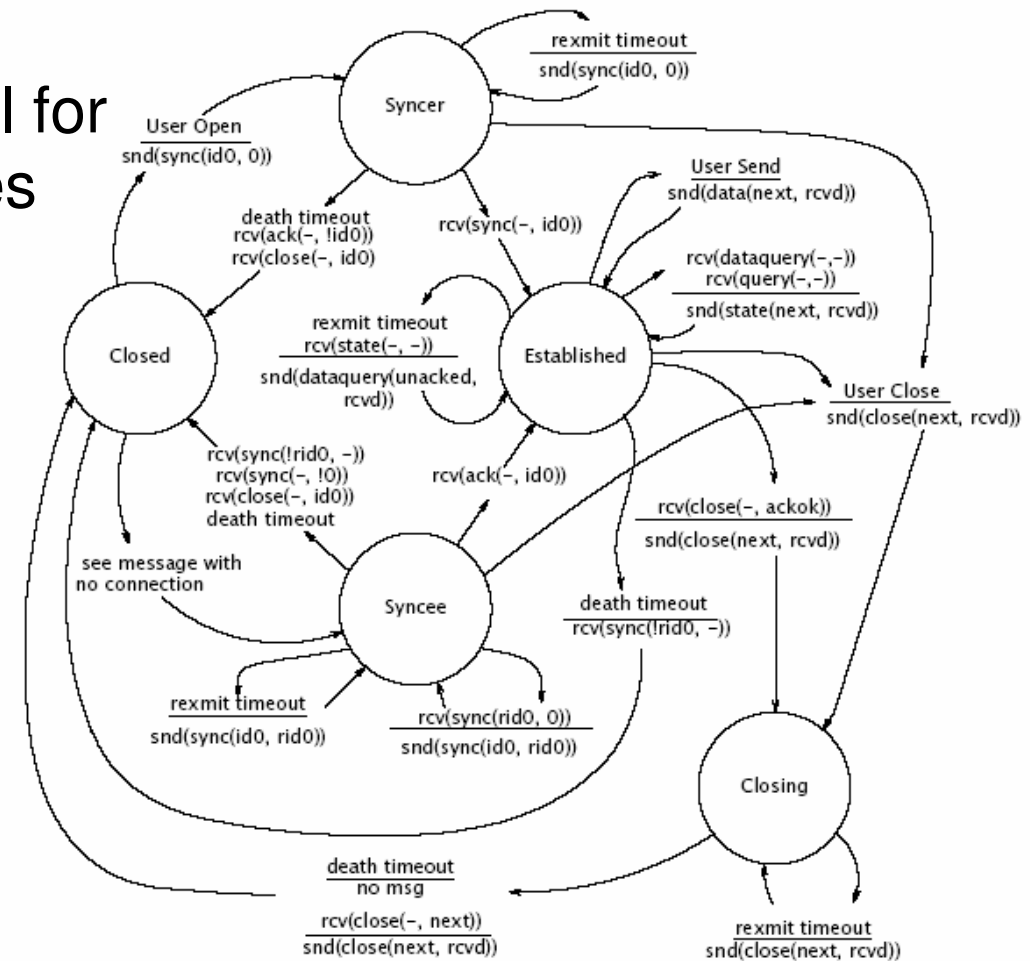 l for
es
Syncer
rexmit timeout
snd(sync(id0, 0))
User Open
snd(sync(id0, 0))
death timeout
rcv(ack(-, !id0))
rcv(close(-, id0)
rcv(sync(-, id0))
User Send
snd(data(next, rcvd))
rcv(dataquery(-,-))
rcv(query(-,-))
snd(state(next, rcvd))
rexmit timeout
rcv(state(-, -))
snd(dataquery(unacked,
rcvd))
Closed
Established
User Close
snd(close(next, rcvd))
rcv(sync(!rid0, -))
rcv(sync(-, !0))
rcv(close(-, id0))
death timeout
rcv(ack(-, id0))
rcv(close(-, ackok))
snd(close(next, rcvd))
see message with
no connection
Syncee
death timeout
rcv(sync(!rid0, -))
rexmit timeout
snd(sync(id0, rid0))
rcv(sync(rid0, 0))
snd(sync(id0, rid0))
Closing
death timeout
no msg
rcv(close(-, next))
snd(close(next, rcvd))
rexmit timeout
snd(close(next, rcvd))